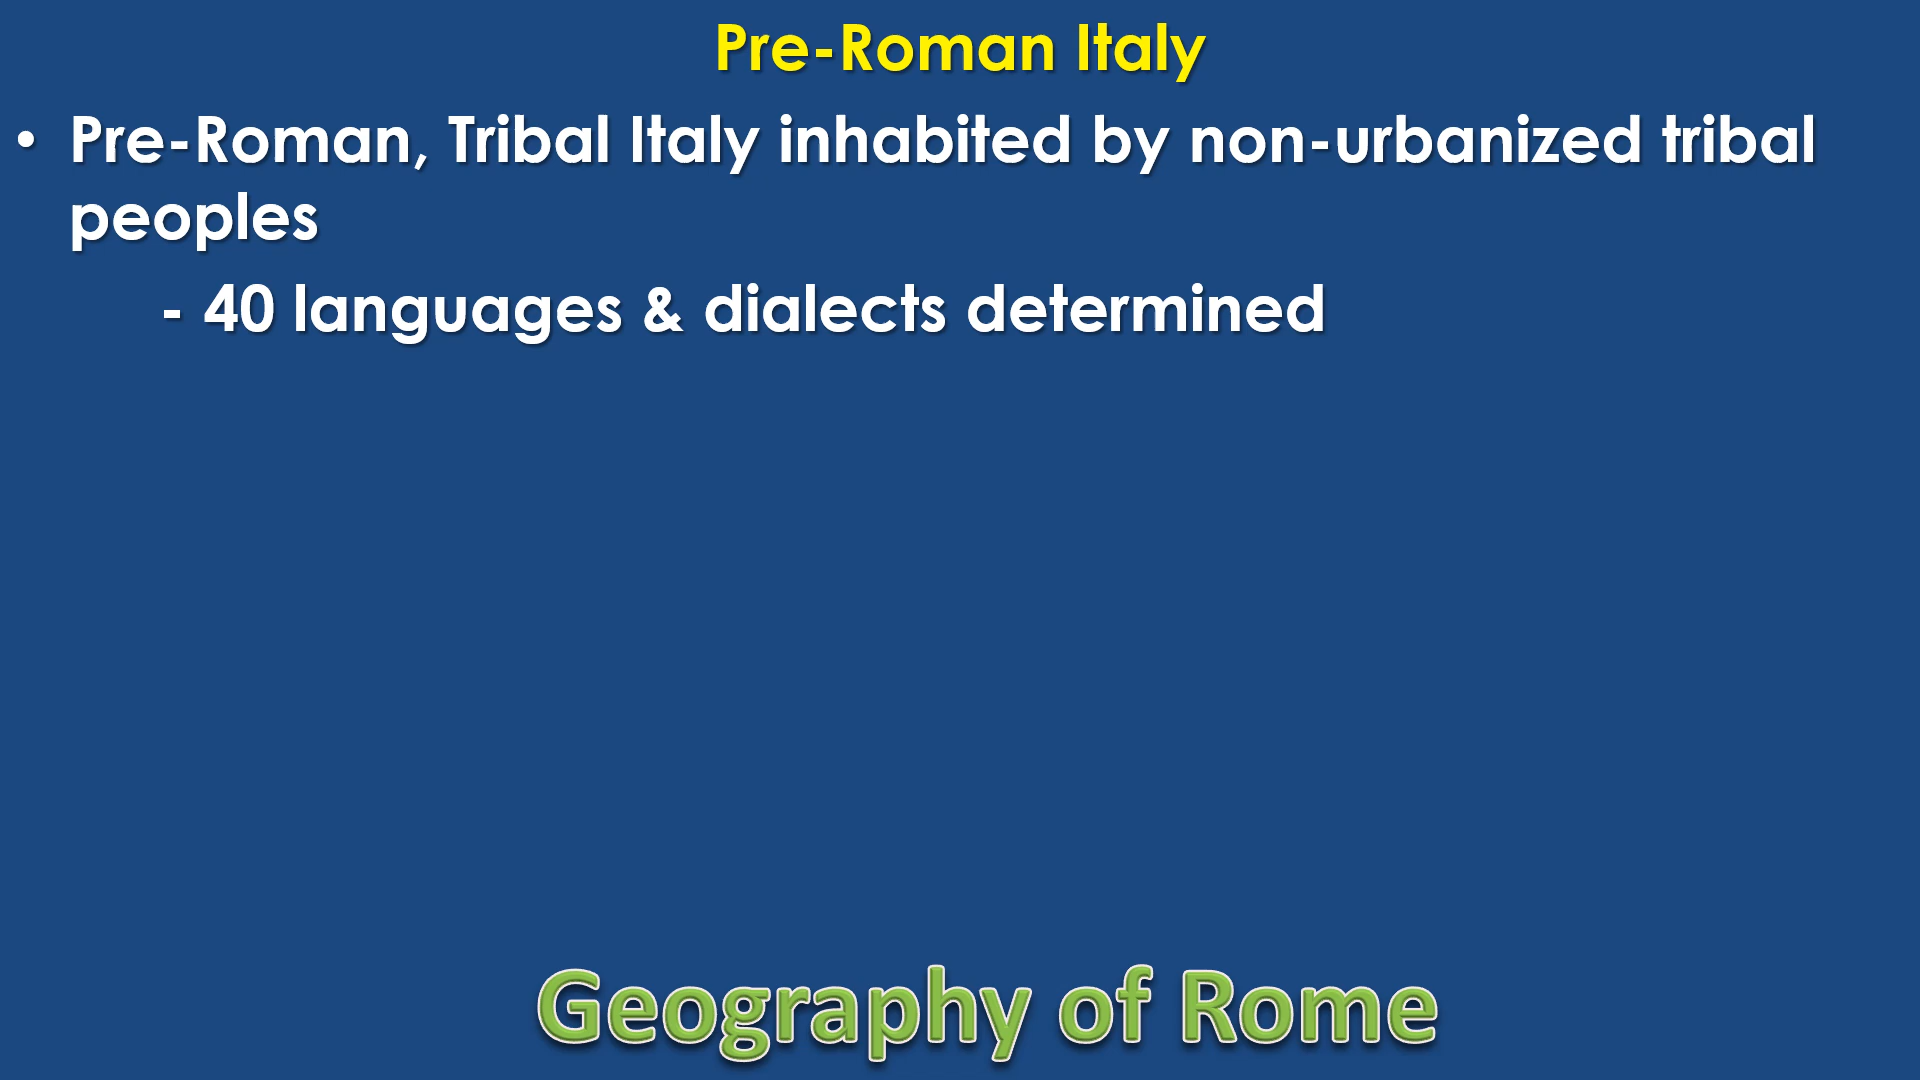 Pre-Roman Italy
• Pre-Roman, Tribal Italy inhabited by non-urbanized tribal
peoples
- 40 languages & dialects determined
Geography of Rome